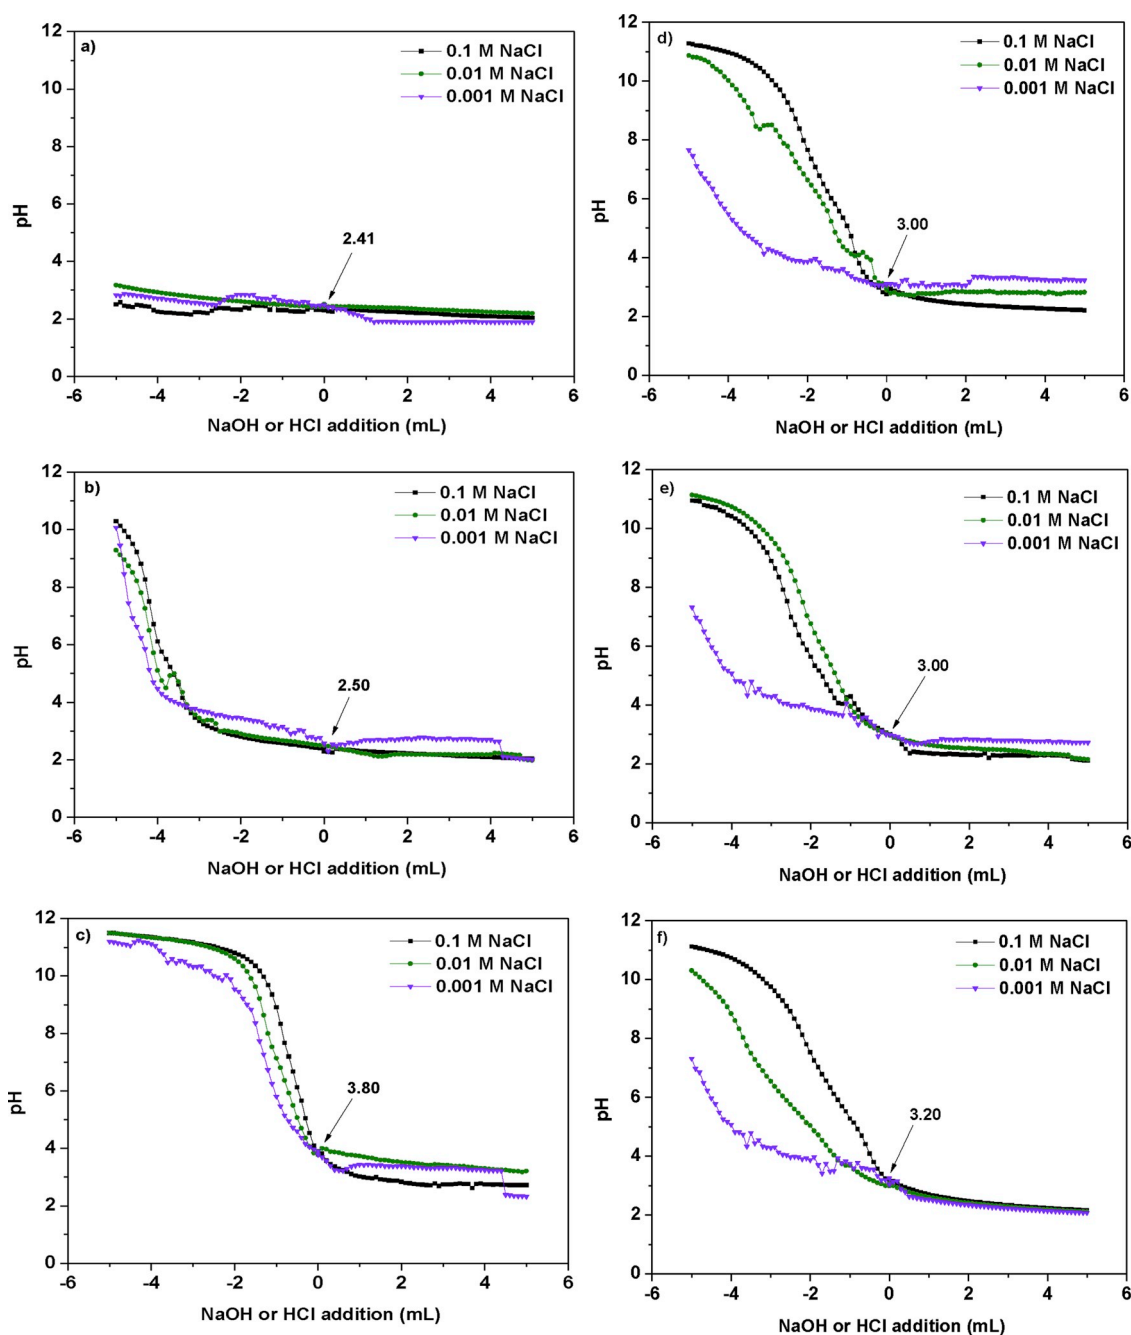 a)
0.1 M NaCl
0.01 M NaCl
0.001 M NaCl
2.41
12
10
8
6
4
2
0
pH
-6 -4 -2 0 2 4 6
NaOH or HCl addition (mL)
d)
0.1 M NaCl
0.01 M NaCl
0.001 M NaCl
3.00
12
10
8
6
4
2
0
pH
-6 -4 -2 0 2 4 6
NaOH or HCl addition (mL)
b)
0.1 M NaCl
0.01 M NaCl
0.001 M NaCl
2.50
12
10
8
6
4
2
0
pH
-6 -4 -2 0 2 4 6
NaOH or HCl addition (mL)
e)
0.1 M NaCl
0.01 M NaCl
0.001 M NaCl
3.00
12
10
8
6
4
2
0
pH
-6 -4 -2 0 2 4 6
NaOH or HCl addition (mL)
c)
0.1 M NaCl
0.01 M NaCl
0.001 M NaCl
3.80
12
10
8
6
4
2
0
pH
-6 -4 -2 0 2 4 6
NaOH or HCl addition (mL)
f)
0.1 M NaCl
0.01 M NaCl
0.001 M NaCl
3.20
12
10
8
6
4
2
0
pH
-6 -4 -2 0 2 4 6
NaOH or HCl addition (mL)